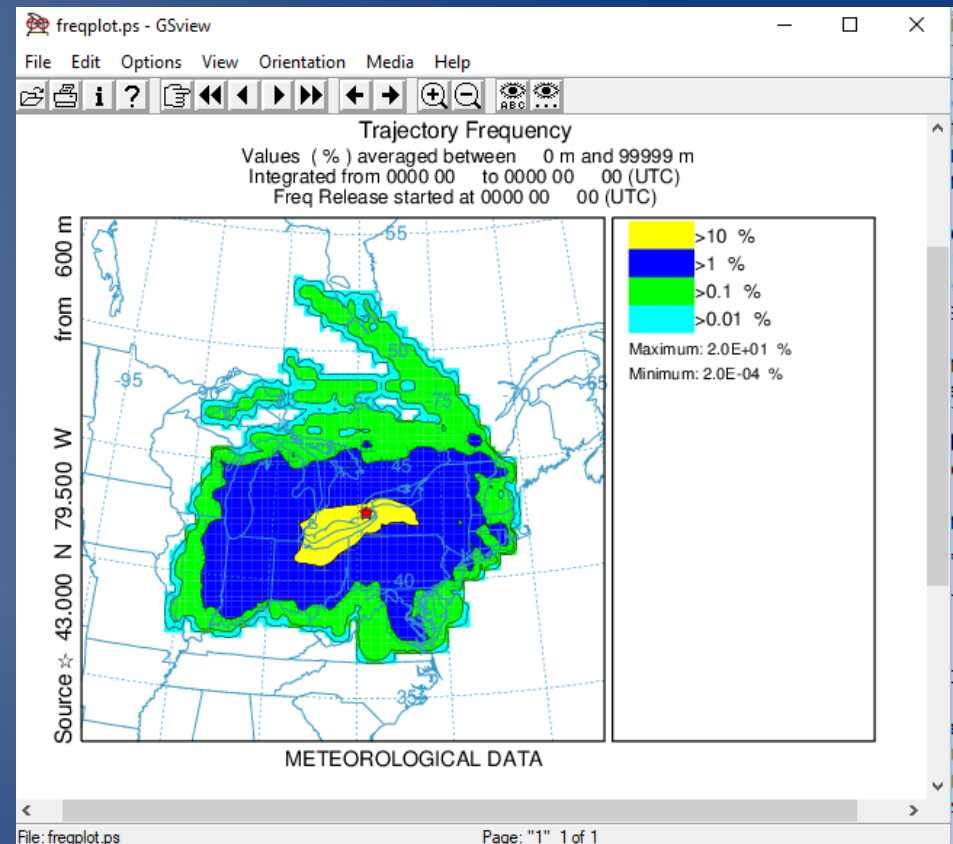 freqplot.ps - GSview
File Edit Options View Orientation Media Help
i ?
ABC
Trajectory Frequency
Values ( % ) averaged between 0 m and 99999 m
Integrated from 0000 00 to 0000 00 00 (UTC)
Freq Release started at 0000 00 00 (UTC)
Source ☆ 43.000 N 79.500 W from 600 m
55
50
-95
-90
75
45
40
35
>10 %
>1 %
>0.1 %
>0.01 %
Maximum: 2.0E+01 %
Minimum: 2.0E-04 %
METEOROLOGICAL DATA
File: freqplot.ps
Page: "1" 1 of 1